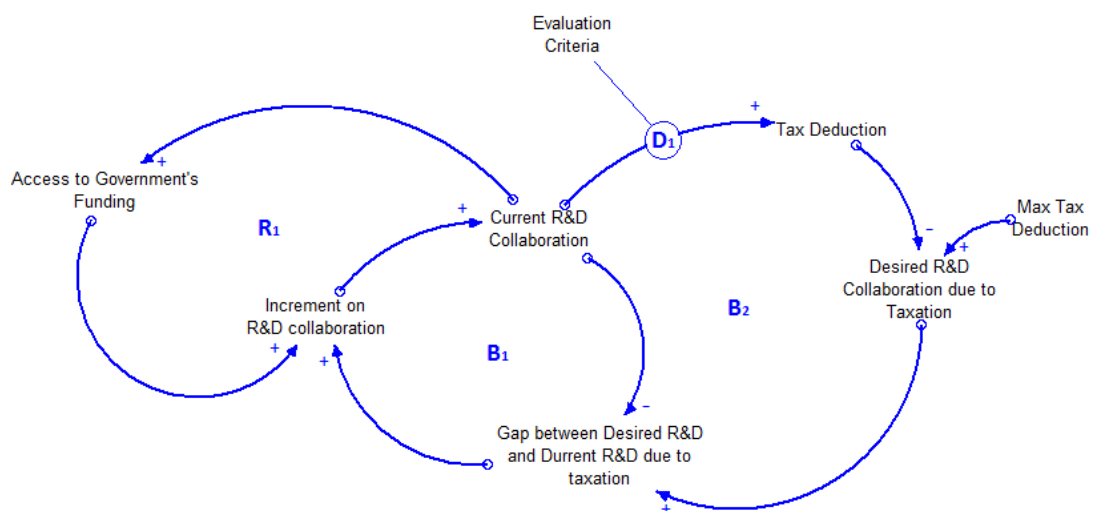 Evaluation
Criteria
+
D1
Tax Deduction
+
Access to Government's
Funding
R1
+
Current R&D
Collaboration
Max Tax
Deduction
−
+
Desired R&D
Collaboration due to
Taxation
Increment on
R&D collaboration
B2
+
+
B1
−
Gap between Desired R&D
and Durrent R&D due to
taxation
+